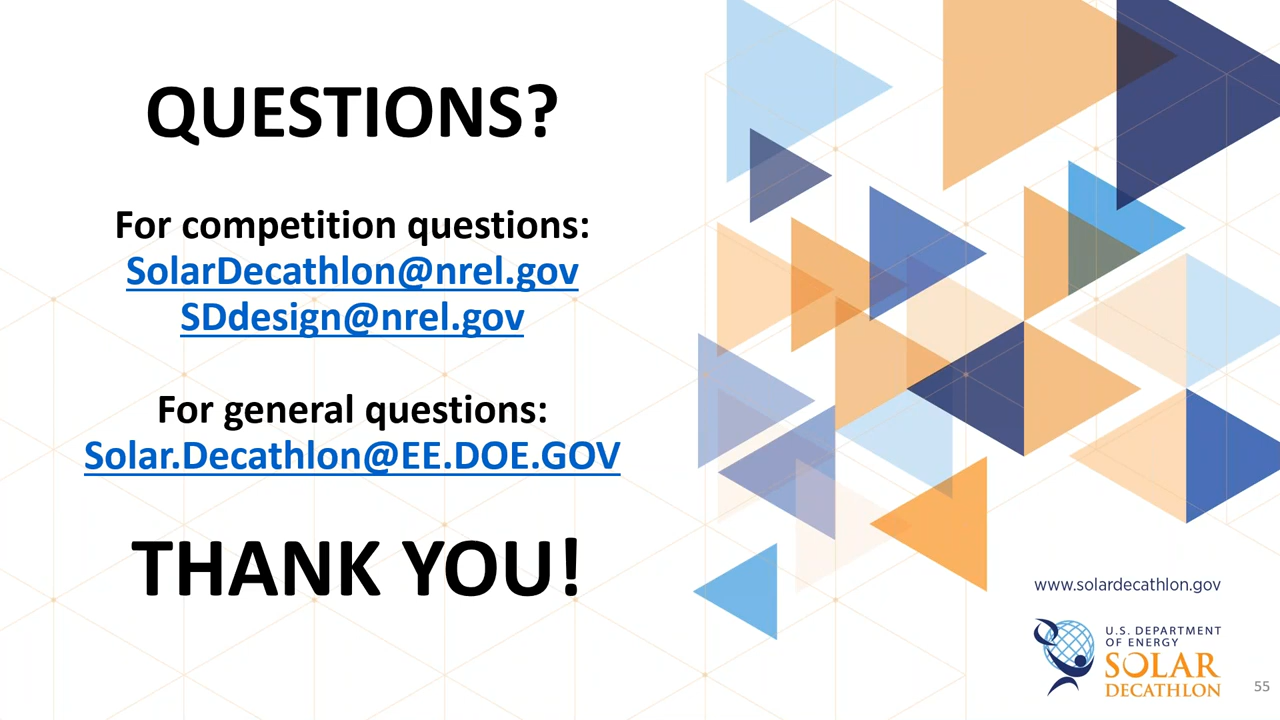 QUESTIONS?
For competition questions:
SolarDecathlon@nrel.gov
SDdesign@nrel.gov
For general questions:
Solar.Decathlon@EE.DOE.GOV
THANK YOU!
www.solardecathlon.gov
U.S. DEPARTMENT
OF ENERGY
SOLAR
DECATHLON
55